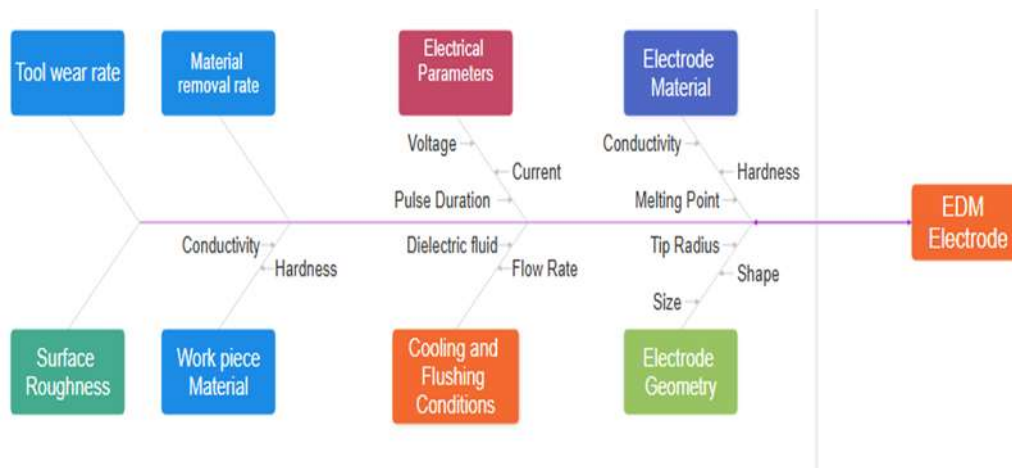 Tool wear rate
Material
removal rate
Electrical
Parameters
Electrode
Material
Voltage
Current
Pulse Duration
Conductivity
Hardness
Melting Point
EDM
Electrode
Conductivity
Hardness
Dielectric fluid
Flow Rate
Tip Radius
Shape
Size
Surface
Roughness
Work piece
Material
Cooling and
Flushing
Conditions
Electrode
Geometry